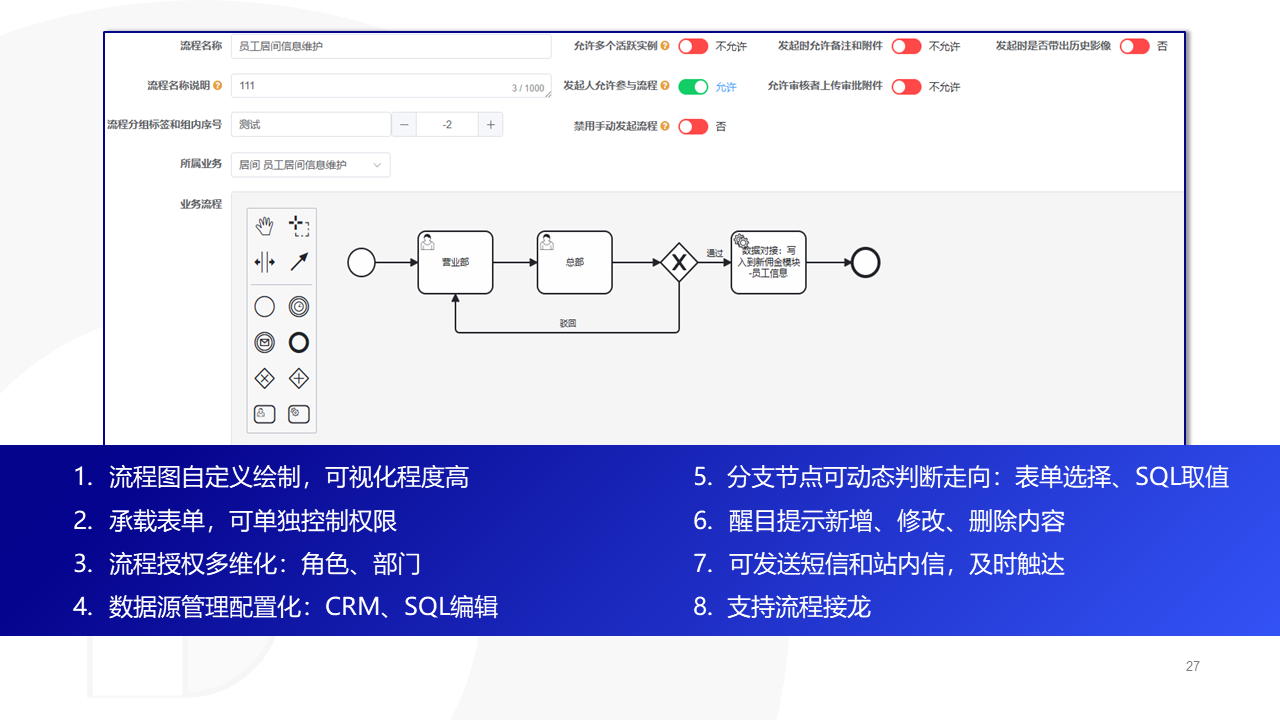 流程名称 员工居间信息维护 允许多个活跃实例 不允许 发起时允许备注和附件 不允许 发起时是否带出历史影像 否
流程名称说明 111 3 / 1000 发起人允许参与流程 允许 允许审核者上传审批附件 不允许
流程分组标签和组内序号 测试 -2 禁用手动发起流程 否
所属业务 居间 员工居间信息维护
业务流程
营业部
总部
通过
数据对接：写
入到新佣金模块
-员工信息
驳回
1. 流程图自定义绘制，可视化程度高
2. 承载表单，可单独控制权限
3. 流程授权多维化：角色、部门
4. 数据源管理配置化：CRM、SQL编辑
5. 分支节点可动态判断走向：表单选择、SQL取值
6. 醒目提示新增、修改、删除内容
7. 可发送短信和站内信，及时触达
8. 支持流程接龙
27